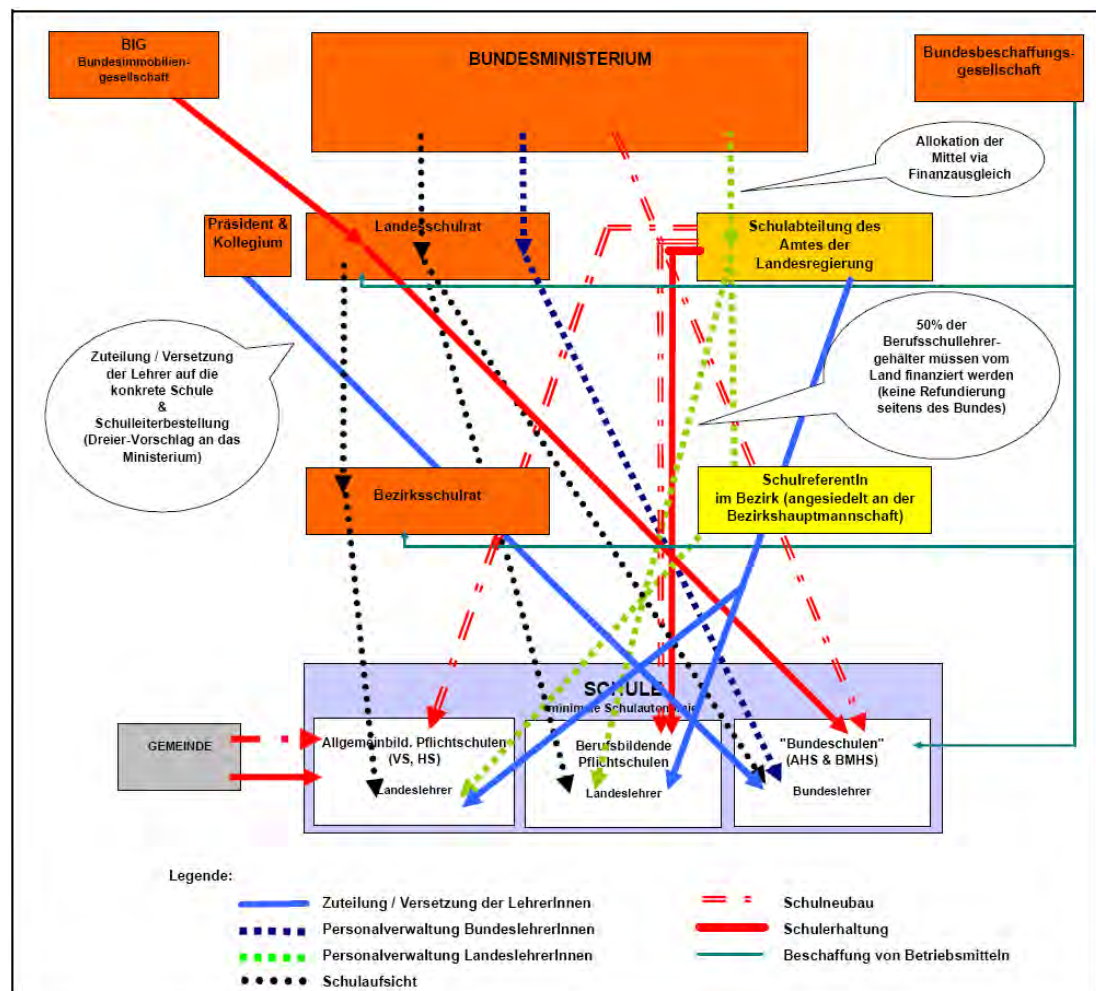 BIG
Bundesimmobilien-
gesellschaft
BUNDESMINISTERIUM
Bundesbeschaffungs-
gesellschaft
Allokation der
Mittel via
Finanzausgleich
Präsident &
Kollegium
Landesschulrat
Schulabteilung des
Amtes der
Landesregierung
Zuteilung / Versetzung
der Lehrer auf die
konkrete Schule
&
Schulleiterbestellung
(Dreier-Vorschlag an das
Ministerium)
50% der
Berufsschullehrer-
gehälter müssen vom
Land finanziert werden
(keine Refundierung
seitens des Bundes)
Bezirksschulrat
SchulreferentIn
im Bezirk (angesiedelt an der
Bezirkshauptmannschaft)
SCHULE
minimale Schulautonomie
GEMEINDE
Allgemeinbild. Pflichtschulen
(VS, HS)
Landeslehrer
Berufsbildende
Pflichtschulen
Landeslehrer
"Bundeschulen"
(AHS & BMHS)
Bundeslehrer
Legende:
Zuteilung / Versetzung der LehrerInnen
Personalverwaltung BundeslehrerInnen
Personalverwaltung LandeslehrerInnen
Schulaufsicht
Schulneubau
Schulerhaltung
Beschaffung von Betriebsmitteln